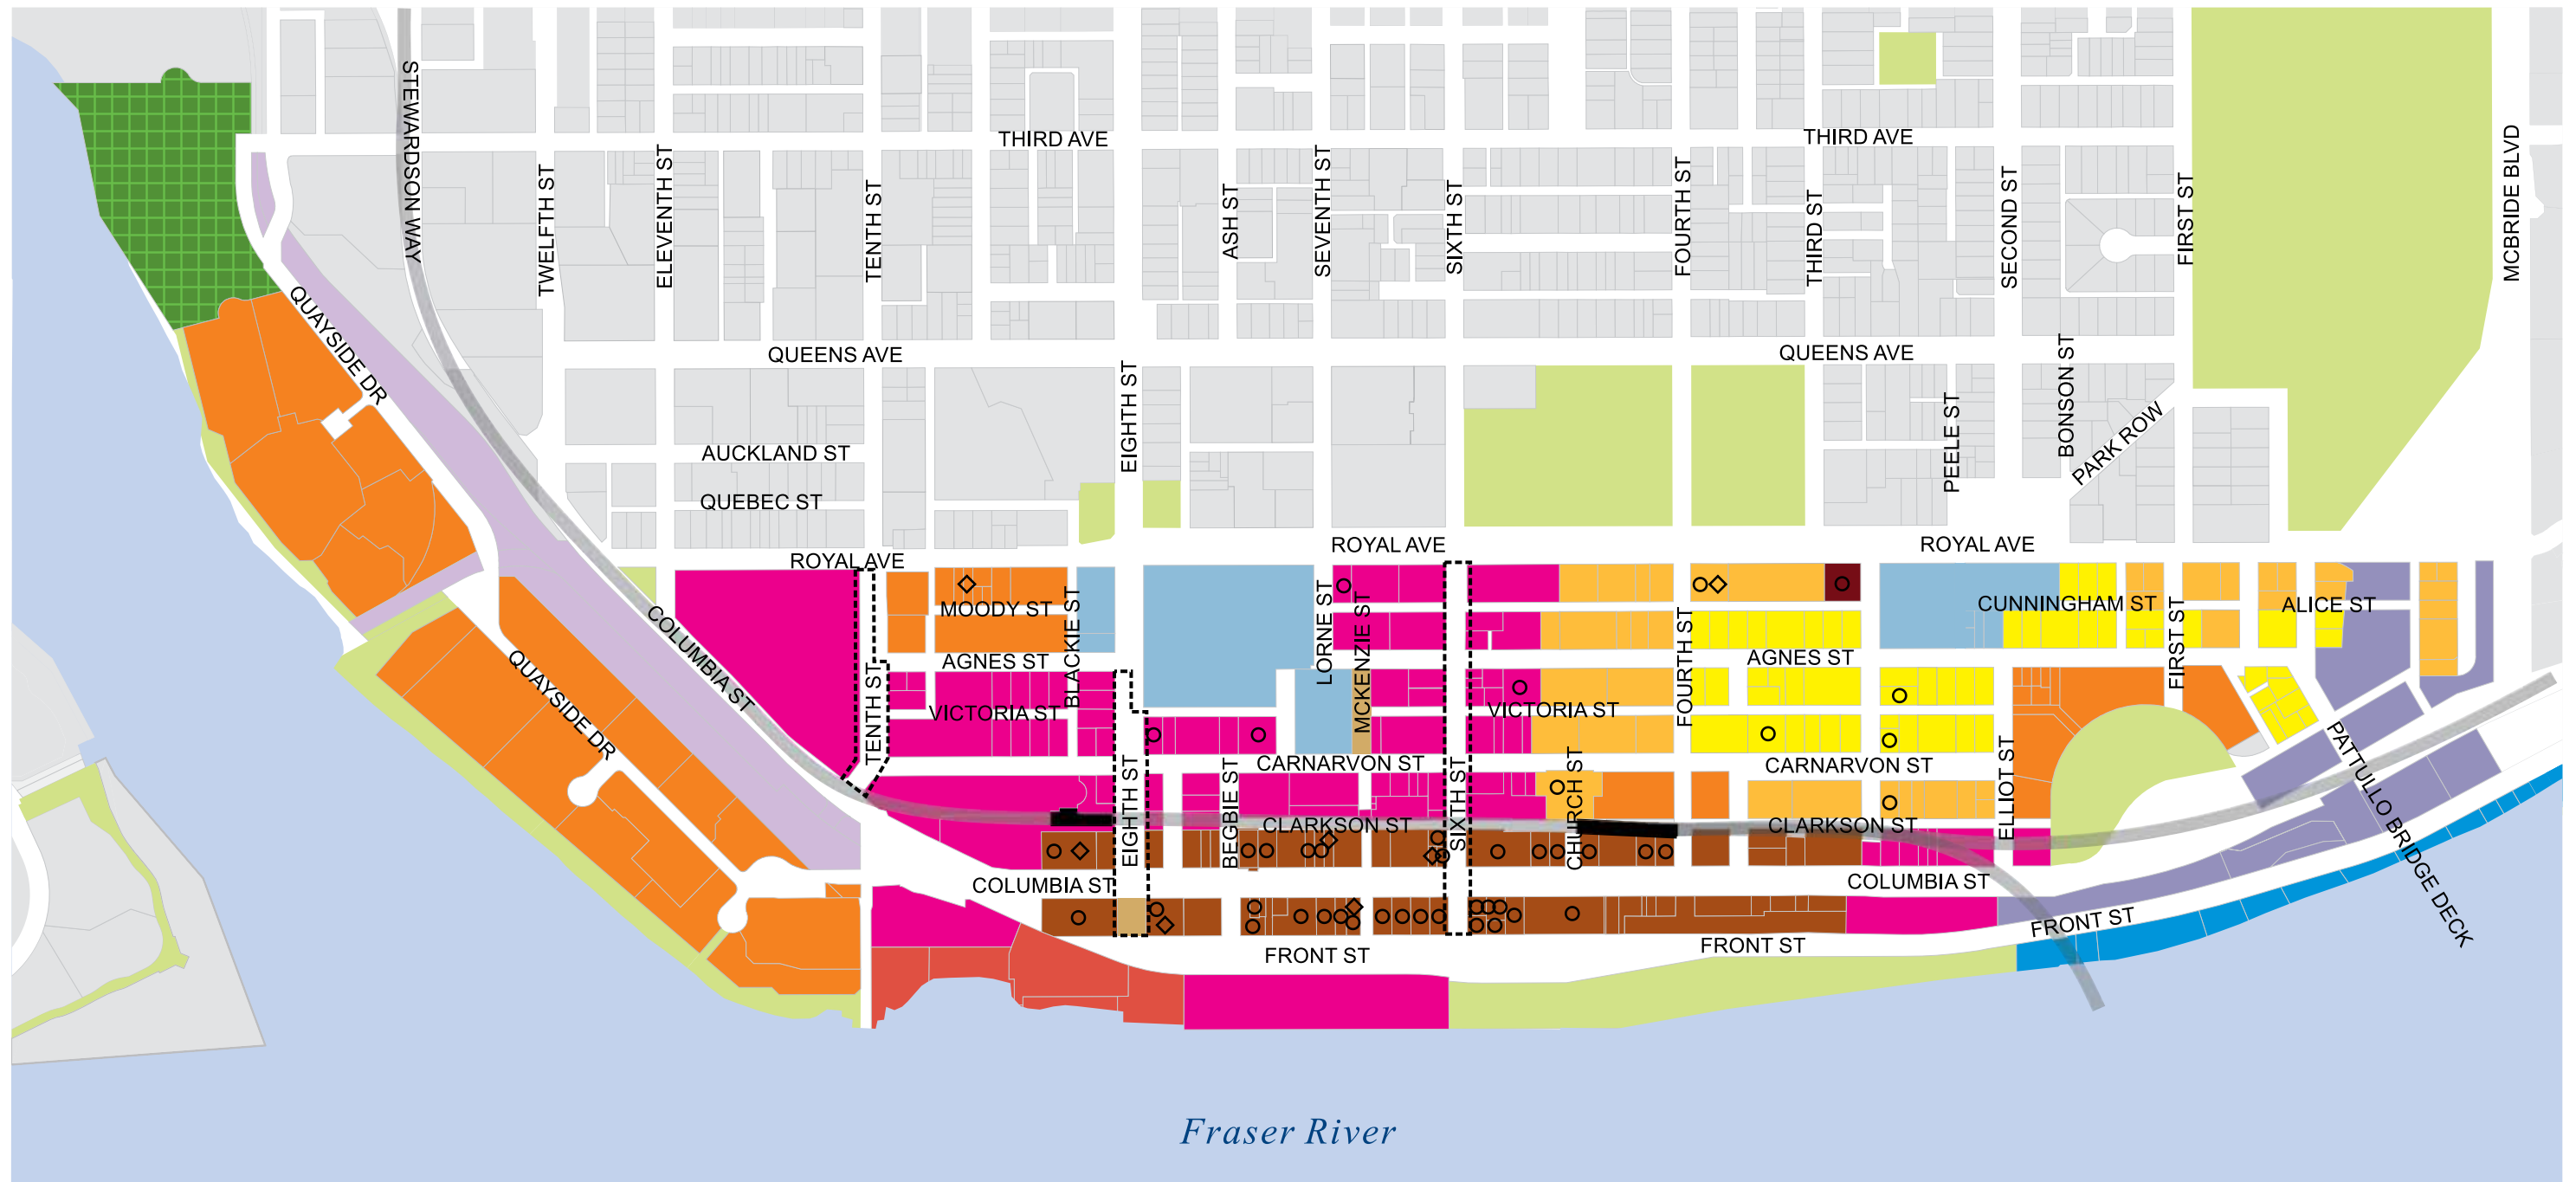 STEWARDSON WAY
THIRD AVE
THIRD AVE
MCBRIDE BLVD
TWELFTH ST
ELEVENTH ST
TENTH ST
ASH ST
SEVENTH ST
SIXTH ST
FOURTH ST
THIRD ST
SECOND ST
FIRST ST
QUAYSIDE DR
QUEENS AVE
QUEENS AVE
EIGHTH ST
BONSON ST
PEELE ST
PARK ROW
AUCKLAND ST
QUEBEC ST
ROYAL AVE
ROYAL AVE
ROYAL AVE
MOODY ST
BLACKIE ST
LORNE ST
MCKENZIE ST
CUNNINGHAM ST
ALICE ST
COLUMBIA ST
AGNES ST
AGNES ST
FOURTH ST
FIRST ST
QUAYSIDE DR
TENTH ST
VICTORIA ST
VICTORIA ST
CARNARVON ST
CARNARVON ST
EIGHTH ST
BEGBIE ST
SIXTH ST
CHURCH ST
ELLIOT ST
PATTULLO BRIDGE DECK
CLARKSON ST
CLARKSON ST
COLUMBIA ST
COLUMBIA ST
FRONT ST
FRONT ST
FRONT ST
Fraser River